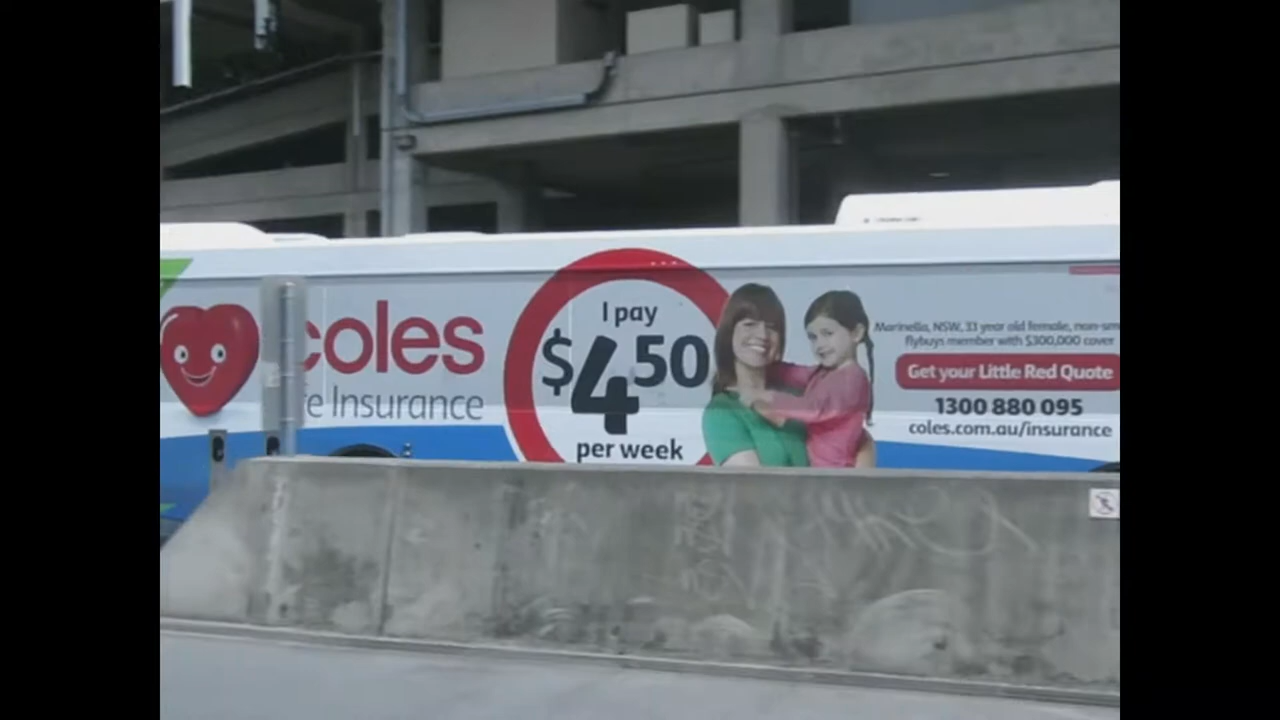 coles
e Insurance
I pay
$4.50
per week
Marinella, NSW, 33 year old female, non-sm
flybuys member with $300,000 cover
Get your Little Red Quote
1300 880 095
coles.com.au/insurance